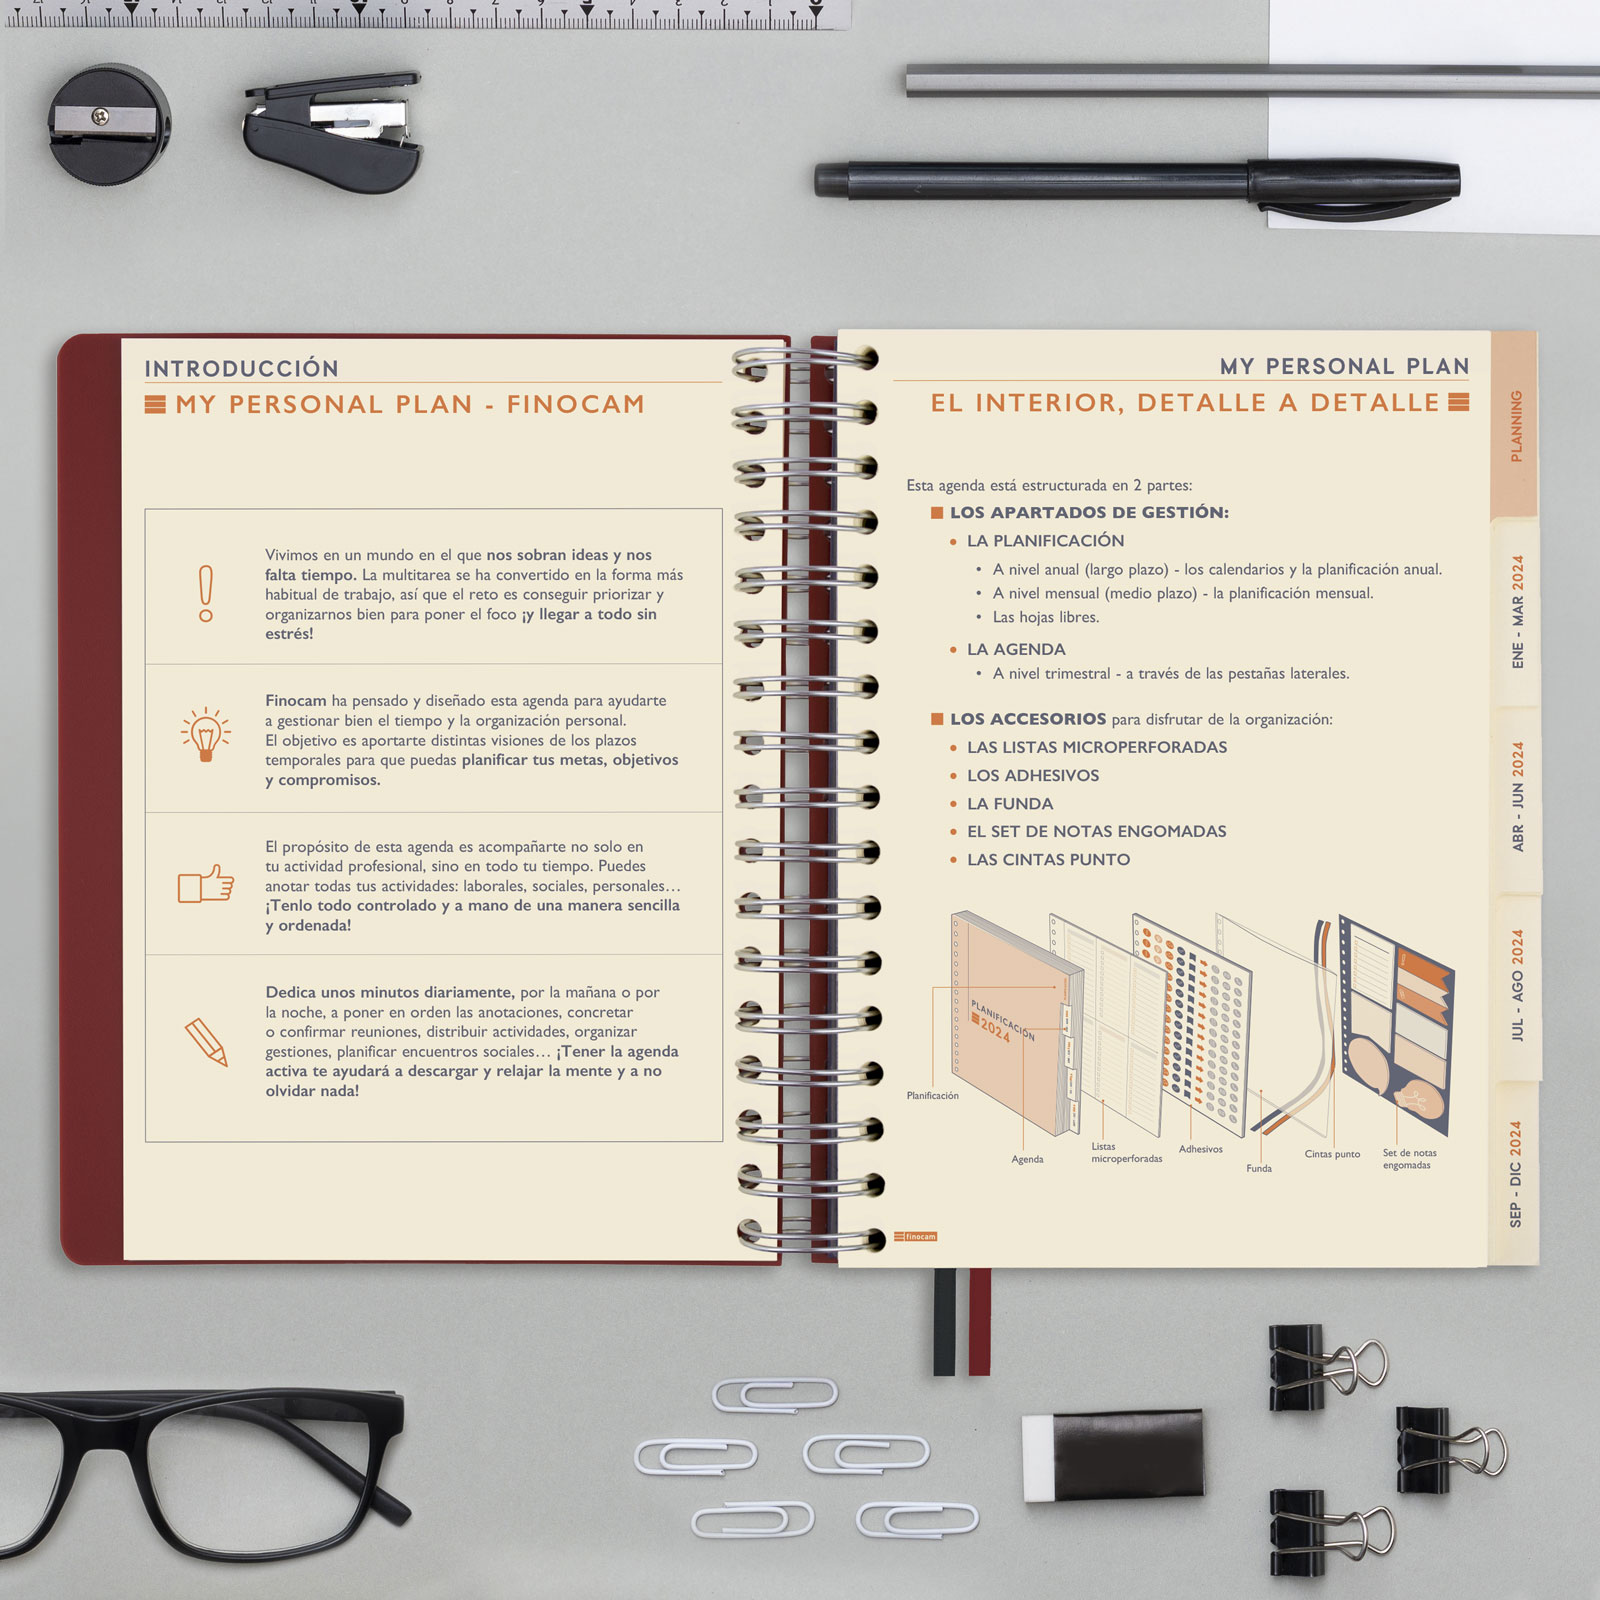 INTRODUCCIÓN
MY PERSONAL PLAN - FINOCAM
Vivimos en un mundo en el que nos sobran ideas y nos
falta tiempo. La multitarea se ha convertido en la forma más
habitual de trabajo, así que el reto es conseguir priorizar y
organizarnos bien para poner el foco ¡y llegar a todo sin
estrés!
Finocam ha pensado y diseñado esta agenda para ayudarte
a gestionar bien el tiempo y la organización personal.
El objetivo es aportarte distintas visiones de los plazos
temporales para que puedas planificar tus metas, objetivos
y compromisos.
El propósito de esta agenda es acompañarte no solo en
tu actividad profesional, sino en todo tu tiempo. Puedes
anotar todas tus actividades: laborales, sociales, personales...
¡Tenlo todo controlado y a mano de una manera sencilla
y ordenada!
Dedica unos minutos diariamente, por la mañana o por
la noche, a poner en orden las anotaciones, concretar
o confirmar reuniones, distribuir actividades, organizar
gestiones, planificar encuentros sociales... ¡Tener la agenda
activa te ayudará a descargar y relajar la mente y a no
olvidar nada!
MY PERSONAL PLAN
EL INTERIOR, DETALLE A DETALLE
Esta agenda está estructurada en 2 partes:
LOS APARTADOS DE GESTIÓN:
• LA PLANIFICACIÓN
• A nivel anual (largo plazo) - los calendarios y la planificación anual.
• A nivel mensual (medio plazo) - la planificación mensual.
• Las hojas libres.
• LA AGENDA
• A nivel trimestral - a través de las pestañas laterales.
LOS ACCESORIOS para disfrutar de la organización:
• LAS LISTAS MICROPERFORADAS
• LOS ADHESIVOS
• LA FUNDA
• EL SET DE NOTAS ENGOMADAS
• LAS CINTAS PUNTO
PLANIFICACIÓN
2024
Planificación
Agenda
Listas
microperforadas
Adhesivos
Funda
Cintas punto
Set de notas
engomadas
finocam
PLANNING
ENE - MAR 2024
ABR - JUN 2024
JUL - AGO 2024
SEP - DIC 2024